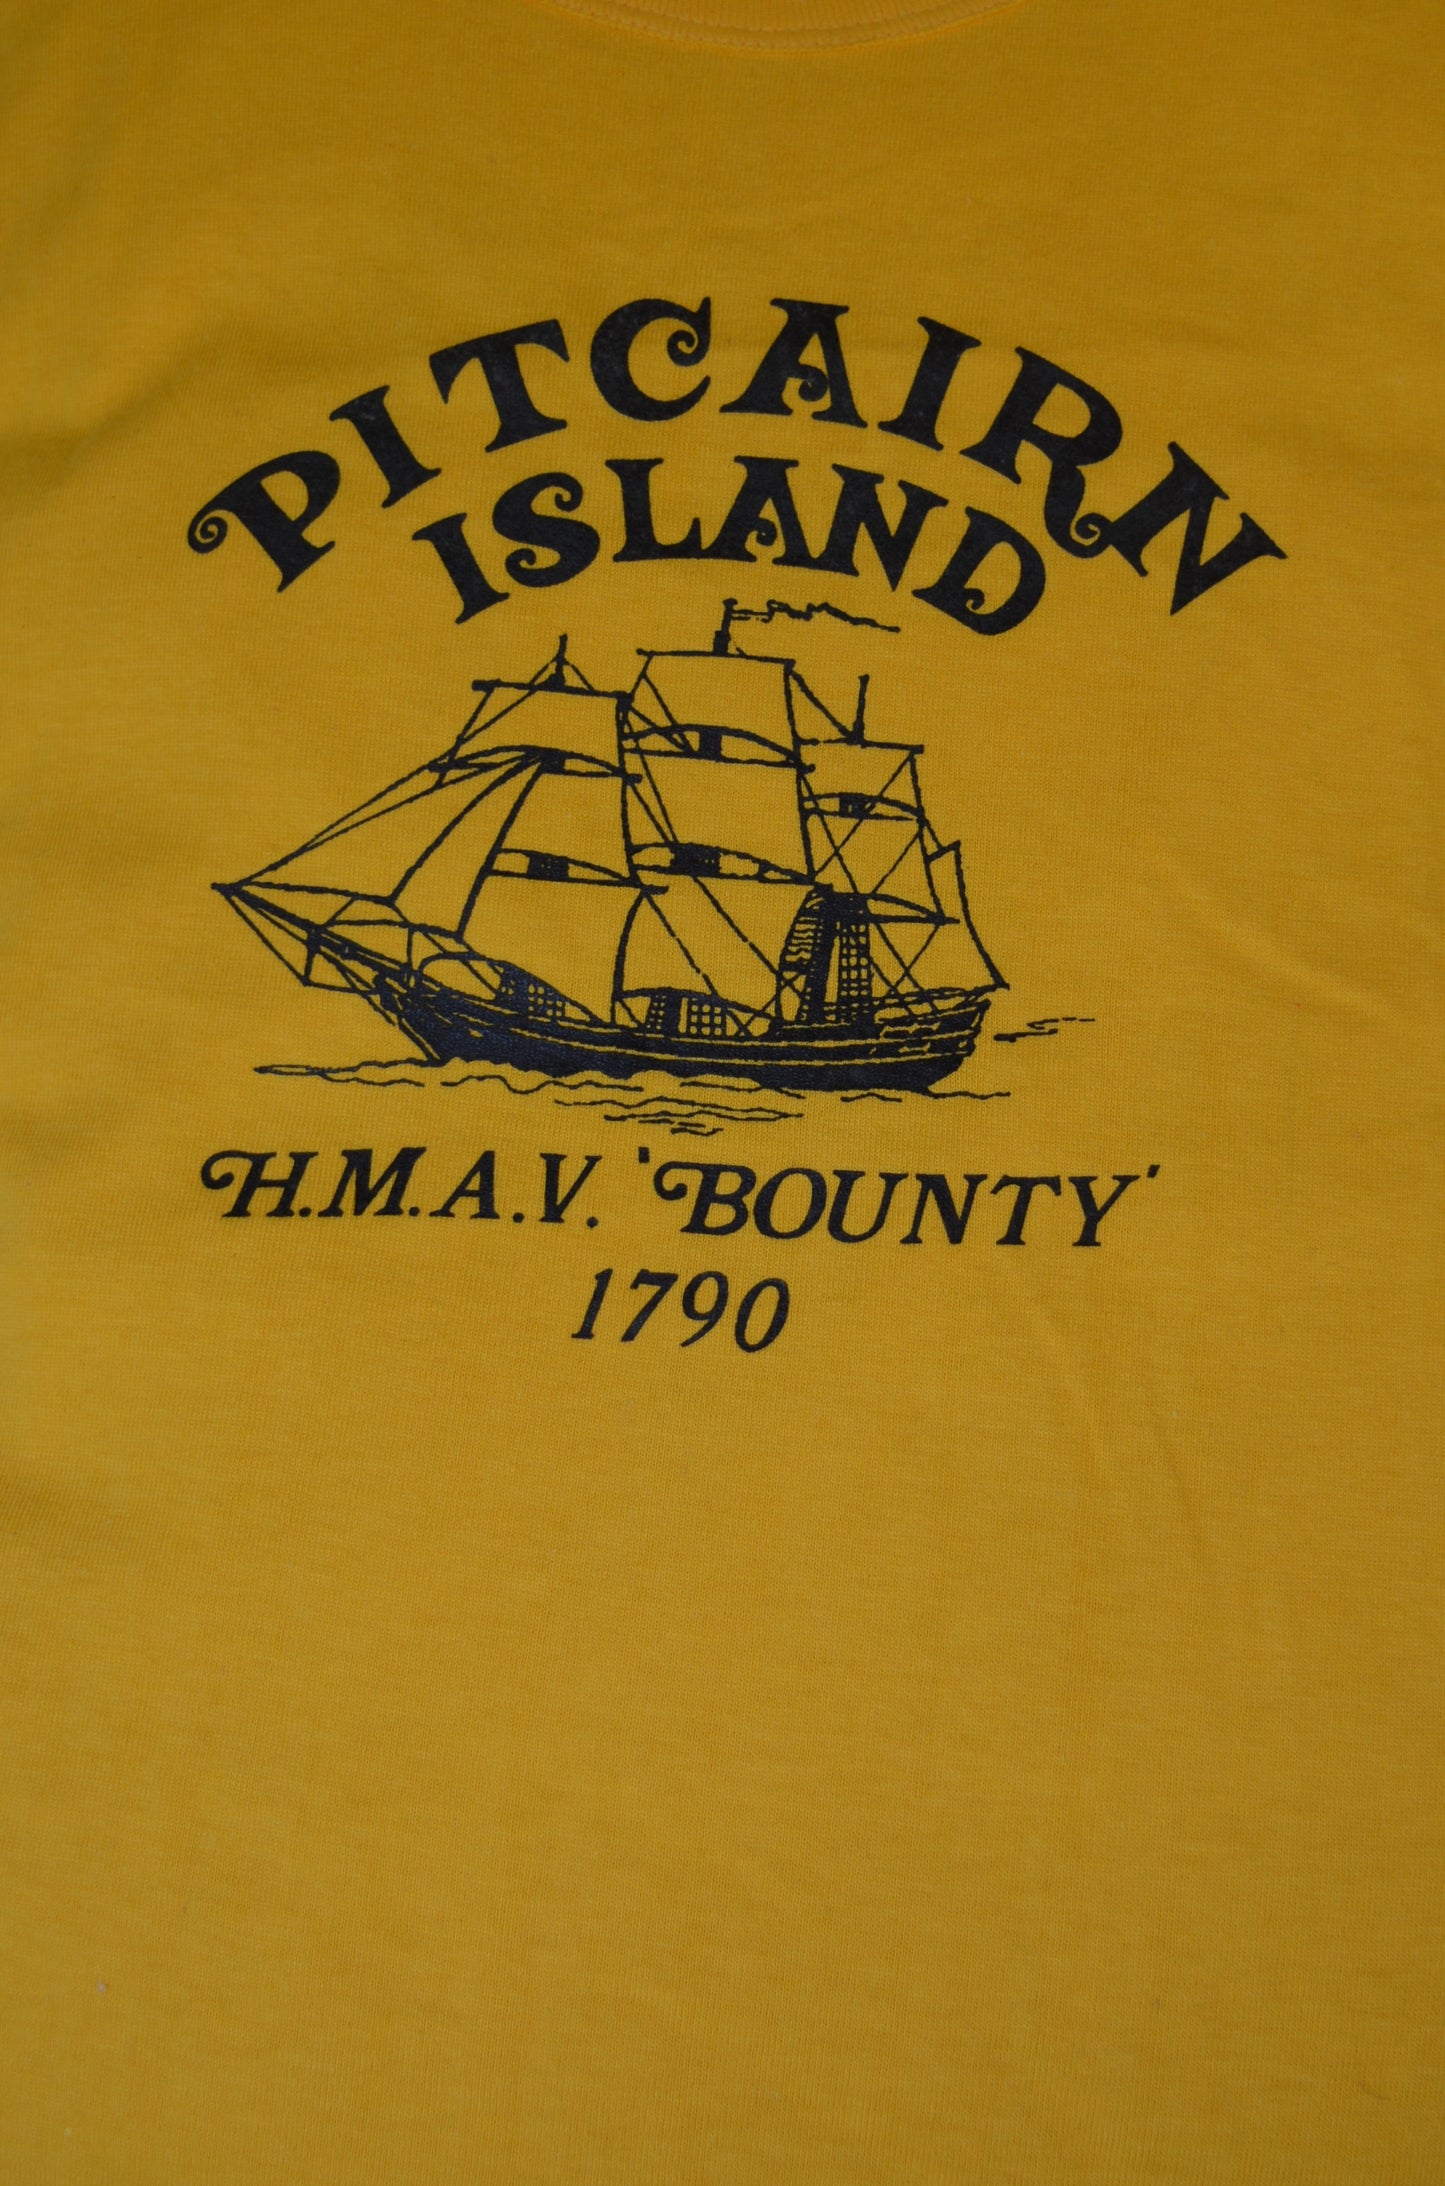 PITCAIRN
ISLAND
H.M.A.V. 'BOUNTY'
1790